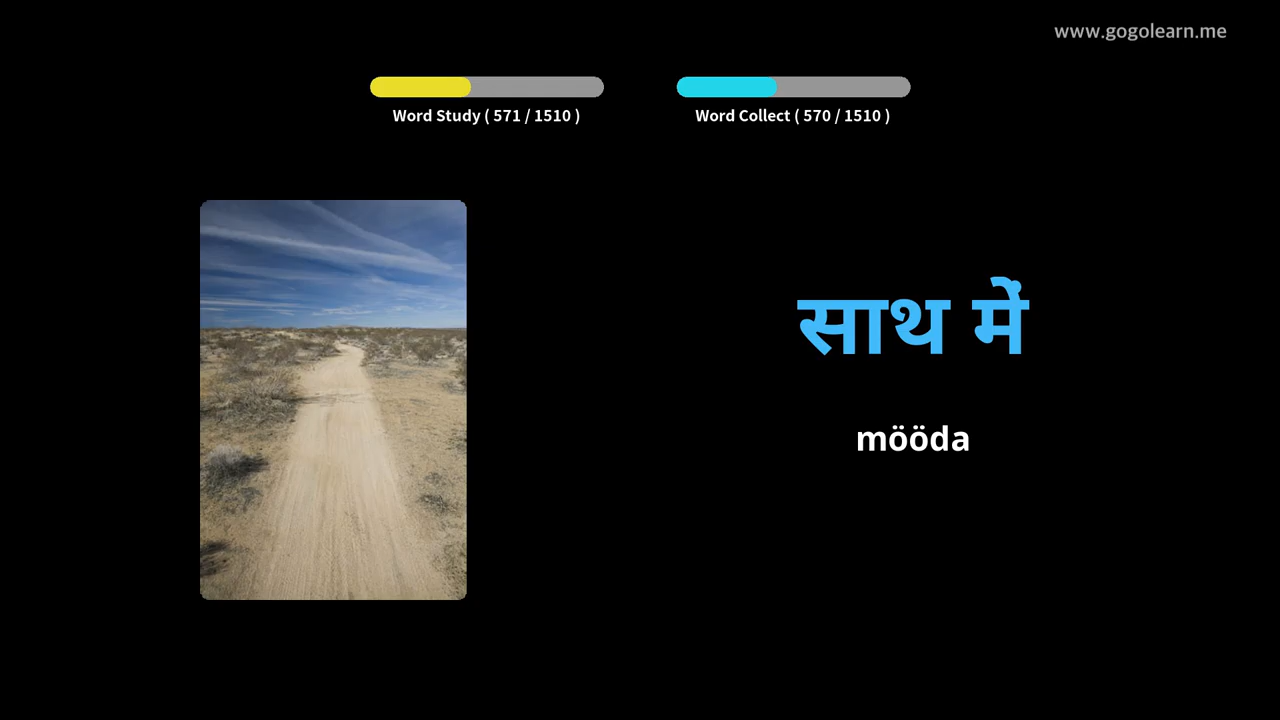 www.gogolearn.me
Word Study ( 571 / 1510 )
Word Collect ( 570 / 1510 )
साथ में
mööda